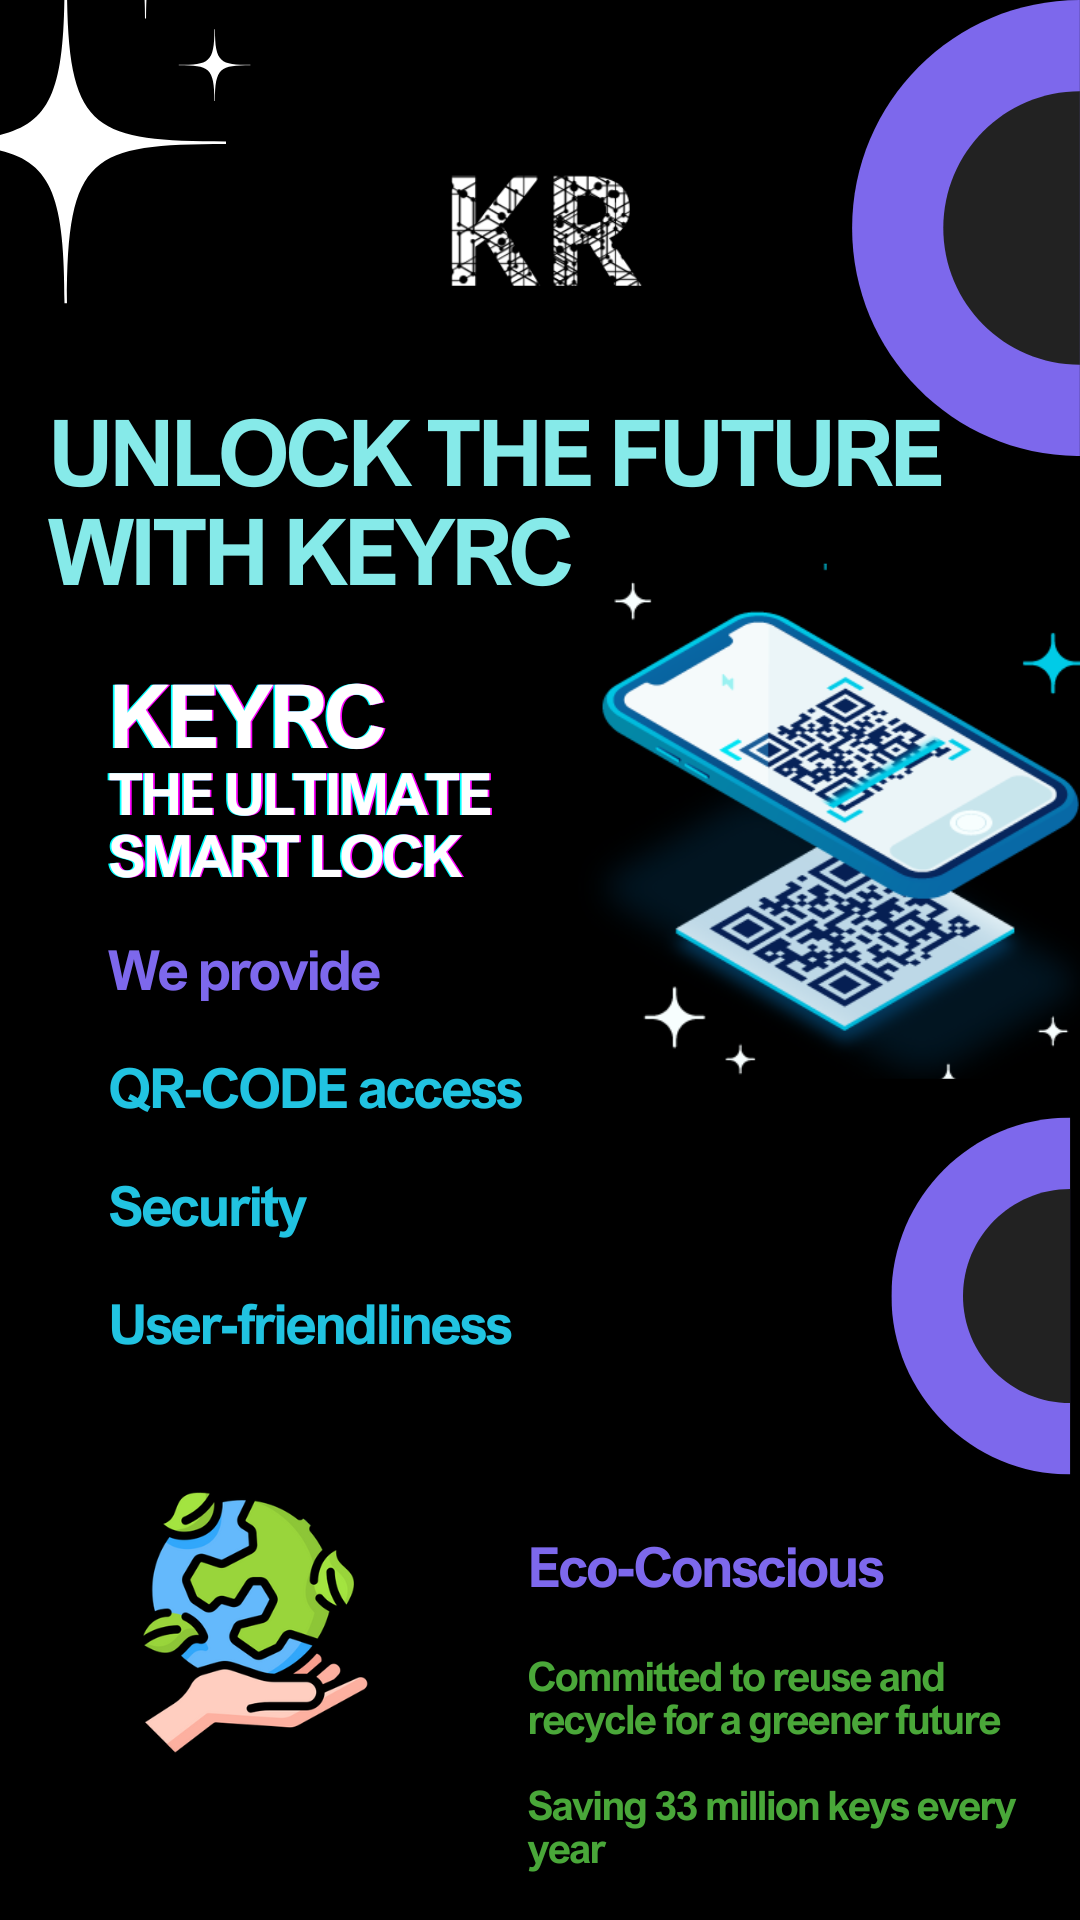 KR
UNLOCK THE FUTURE
WITH KEYRC
KEYRC
THE ULTIMATE
SMART LOCK
We provide
QR-CODE access
Security
User-friendliness
Eco-Conscious
Committed to reuse and
recycle for a greener future
Saving 33 million keys every
year